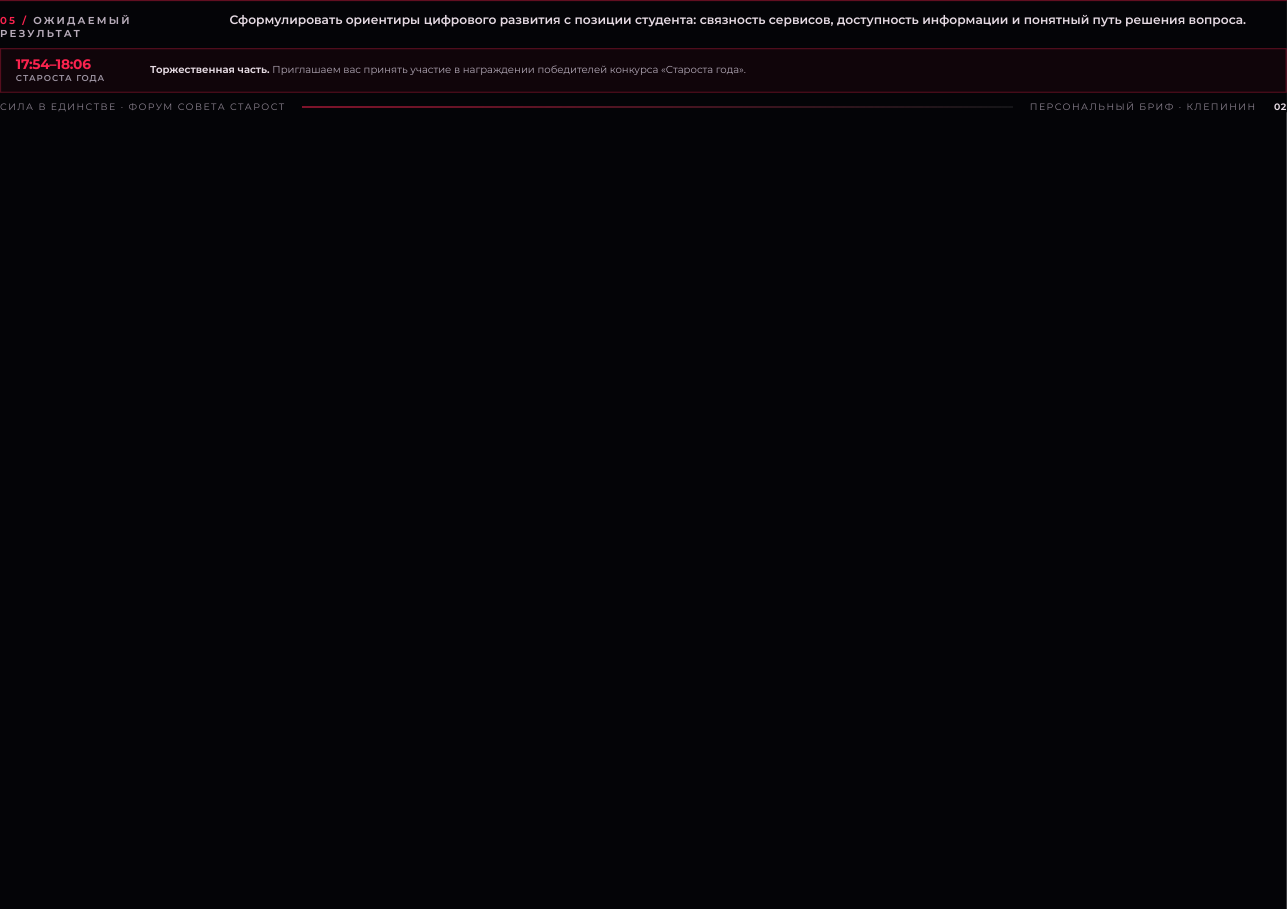 05 / ОЖИДАЕМЫЙ РЕЗУЛЬТАТ
Сформулировать ориентиры цифрового развития с позиции студента: связность сервисов, доступность информации и понятный путь решения вопроса.
17:54–18:06
СТАРОСТА ГОДА
Торжественная часть. Приглашаем вас принять участие в награждении победителей конкурса «Староста года».
СИЛА В ЕДИНСТВЕ · ФОРУМ СОВЕТА СТАРОСТ
ПЕРСОНАЛЬНЫЙ БРИФ · КЛЕПИНИН 02